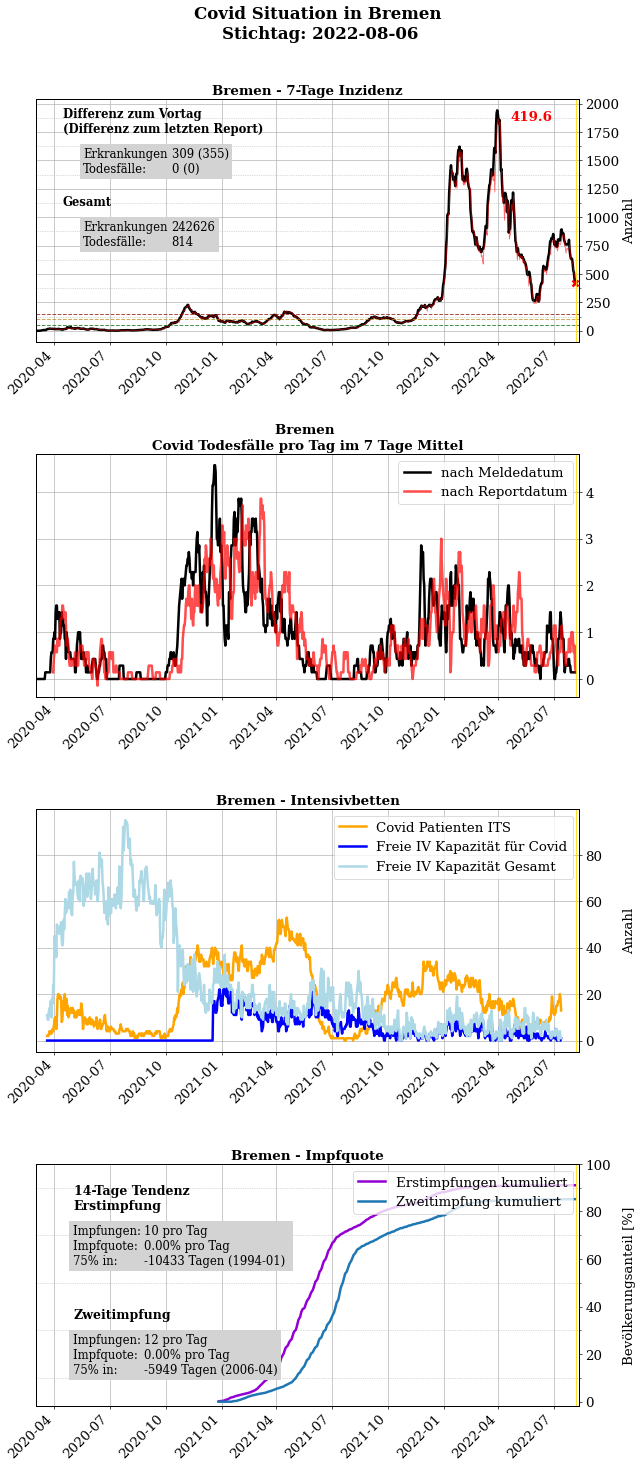 Covid Situation in Bremen
Stichtag: 2022-08-06
Bremen - 7-Tage Inzidenz
Differenz zum Vortag
(Differenz zum letzten Report)
Erkrankungen 309 (355)
Todesfälle: 0 (0)
Gesamt
Erkrankungen 242626
Todesfälle: 814
419.6
2000
1750
1500
1250
1000
750
500
250
0
Anzahl
2020-04 2020-07 2020-10 2021-01 2021-04 2021-07 2021-10 2022-01 2022-04 2022-07
Bremen
Covid Todesfälle pro Tag im 7 Tage Mittel
nach Meldedatum
nach Reportdatum
4
3
2
1
0
2020-04 2020-07 2020-10 2021-01 2021-04 2021-07 2021-10 2022-01 2022-04 2022-07
Bremen - Intensivbetten
Covid Patienten ITS
Freie IV Kapazität für Covid
Freie IV Kapazität Gesamt
80
60
40
20
0
Anzahl
2020-04 2020-07 2020-10 2021-01 2021-04 2021-07 2021-10 2022-01 2022-04 2022-07
Bremen - Impfquote
14-Tage Tendenz
Erstimpfung
Impfungen: 10 pro Tag
Impfquote: 0.00% pro Tag
75% in: -10433 Tagen (1994-01)
Zweitimpfung
Impfungen: 12 pro Tag
Impfquote: 0.00% pro Tag
75% in: -5949 Tagen (2006-04)
Erstimpfungen kumuliert
Zweitimpfung kumuliert
100
80
60
40
20
0
Bevölkerungsanteil [%]
2020-04 2020-07 2020-10 2021-01 2021-04 2021-07 2021-10 2022-01 2022-04 2022-07